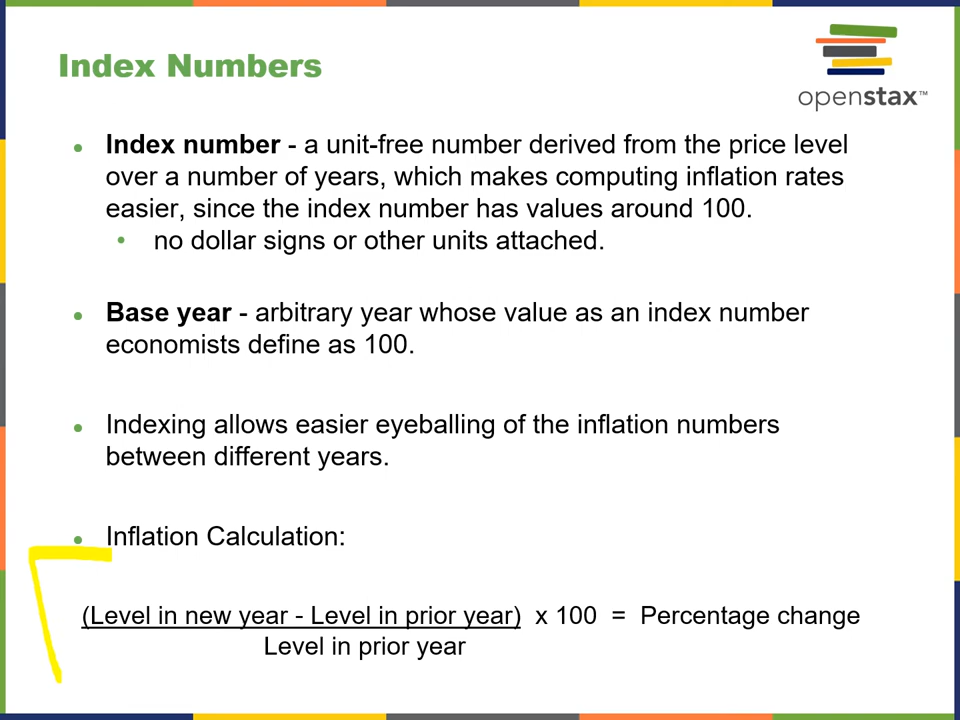 Index Numbers
openstax™
• Index number - a unit-free number derived from the price level
over a number of years, which makes computing inflation rates
easier, since the index number has values around 100.
• no dollar signs or other units attached.
• Base year - arbitrary year whose value as an index number
economists define as 100.
• Indexing allows easier eyeballing of the inflation numbers
between different years.
• Inflation Calculation:
(Level in new year - Level in prior year) x 100 = Percentage change
Level in prior year